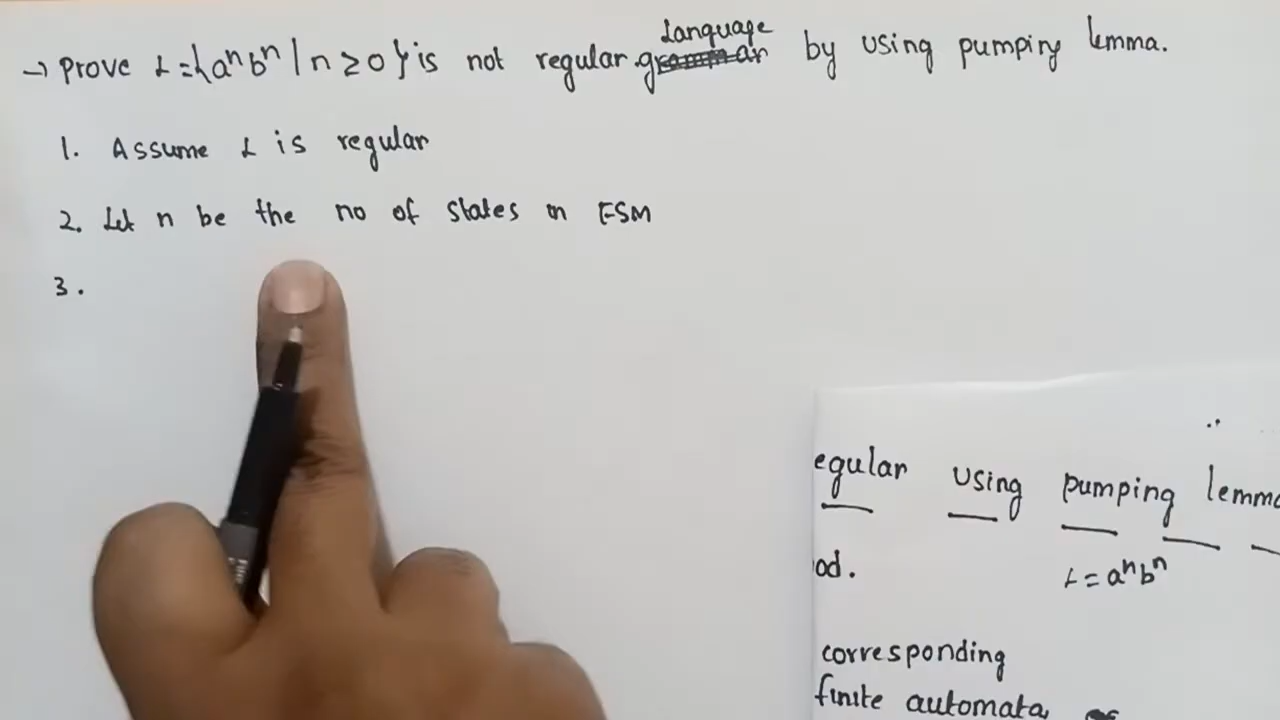 → Prove L = {aⁿbⁿ | n ≥ 0} is not regular Language by using pumping lemma.
1. Assume L is regular
2. Let n be the no of states in FSM
3.
egular using pumping lemma
od. L = aⁿbⁿ
corresponding
finite automata